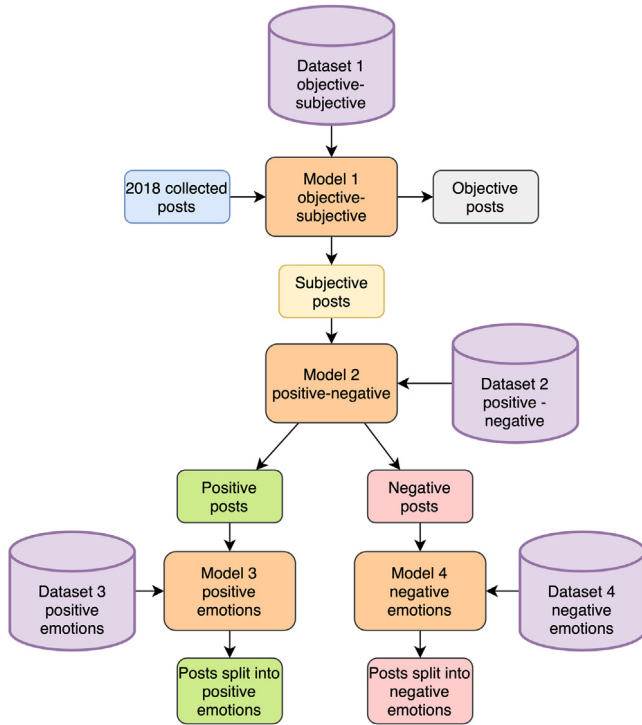 Dataset 1
objective-
subjective
2018 collected
posts
Model 1
objective-
subjective
Objective
posts
Subjective
posts
Model 2
positive-negative
Dataset 2
positive -
negative
Positive
posts
Negative
posts
Dataset 3
positive
emotions
Model 3
positive
emotions
Model 4
negative
emotions
Dataset 4
negative
emotions
Posts split into
positive
emotions
Posts split into
negative
emotions